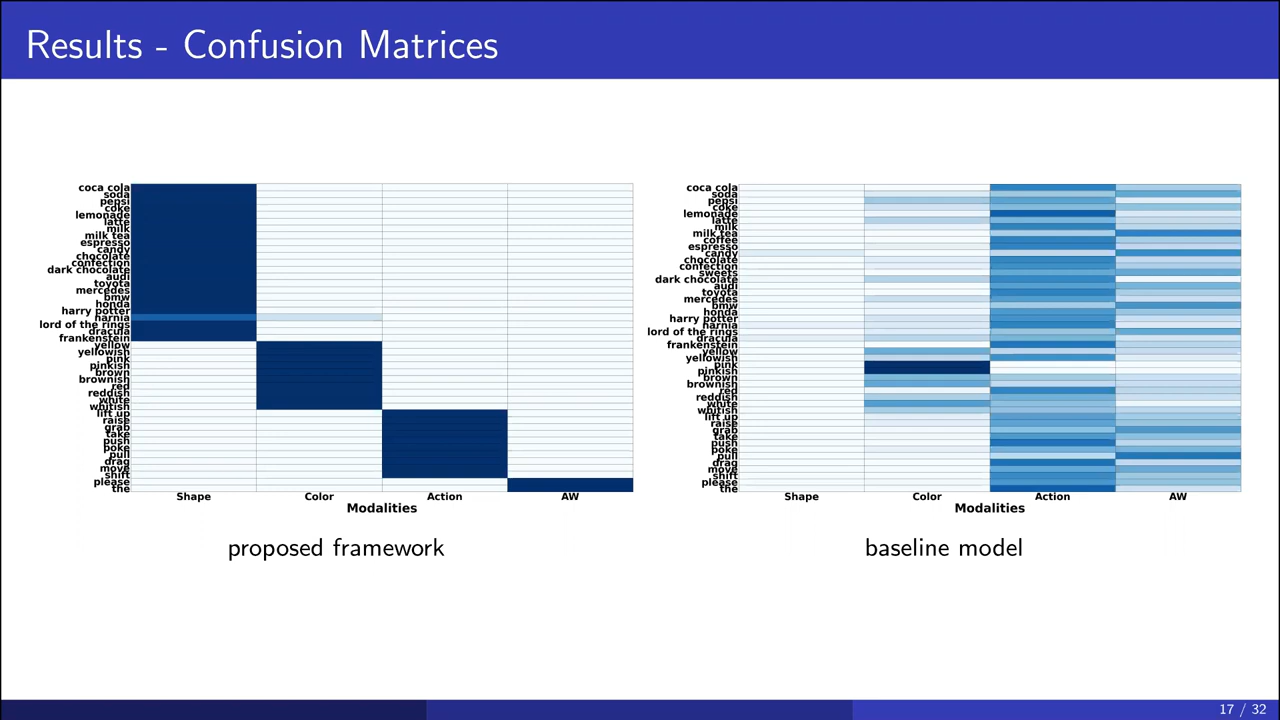 Results - Confusion Matrices
coca cola
soda
pepsi
coke
lemonade
latte
milk
milk tea
espresso
candy
chocolate
confection
dark chocolate
audi
toyota
mercedes
bmw
honda
harry potter
narnia
lord of the rings
dracula
frankenstein
yellow
yellowish
pink
pinkish
brown
brownish
red
reddish
white
whitish
lift up
raise
grab
take
push
poke
pull
drag
move
shift
please
the
Shape Color Action AW
Modalities
proposed framework
coca cola
soda
pepsi
coke
lemonade
latte
milk
milk tea
coffee
espresso
candy
chocolate
confection
sweets
dark chocolate
audi
toyota
mercedes
bmw
honda
harry potter
narnia
lord of the rings
dracula
frankenstein
yellow
yellowish
pink
pinkish
brown
brownish
red
reddish
white
whitish
lift up
raise
grab
take
push
poke
pull
drag
move
shift
please
the
Shape Color Action AW
Modalities
baseline model
17 / 32